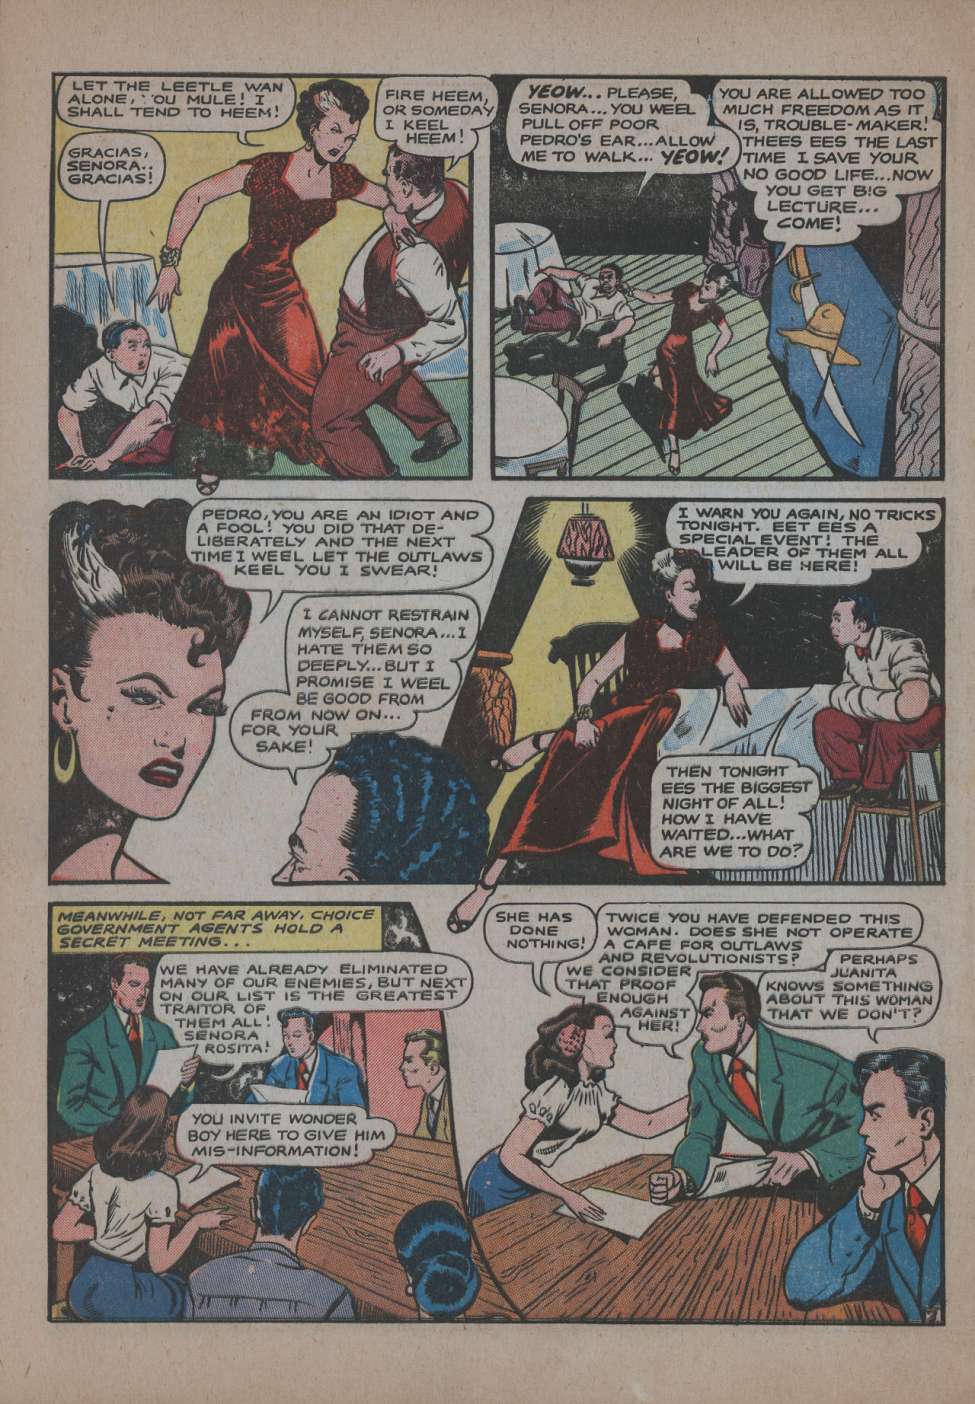 LET THE LEETLE WAN
ALONE, YOU MULE! I
SHALL TEND TO HEEM!
FIRE HEEM,
OR SOMEDAY
I KEEL
HEEM!
GRACIAS,
SENORA..
GRACIAS!
YEOW... PLEASE,
SENORA... YOU WEEL
PULL OFF POOR
PEDRO'S EAR...ALLOW
ME TO WALK... YEOW!
YOU ARE ALLOWED TOO
MUCH FREEDOM AS IT
IS, TROUBLE-MAKER!
THEES EES THE LAST
TIME I SAVE YOUR
NO GOOD LIFE...NOW
YOU GET BIG
LECTURE...
COME!
PEDRO, YOU ARE AN IDIOT AND
A FOOL! YOU DID THAT DE-
LIBERATELY AND THE NEXT
TIME I WEEL LET THE OUTLAWS
KEEL YOU I SWEAR!
I CANNOT RESTRAIN
MYSELF, SENORA...I
HATE THEM SO
DEEPLY...BUT I
PROMISE I WEEL
BE GOOD FROM
FROM NOW ON...
FOR YOUR
SAKE!
I WARN YOU AGAIN, NO TRICKS
TONIGHT. EET EES A
SPECIAL EVENT! THE
LEADER OF THEM ALL
WILL BE HERE!
THEN TONIGHT
EES THE BIGGEST
NIGHT OF ALL!
HOW I HAVE
WAITED...WHAT
ARE WE TO DO?
MEANWHILE, NOT FAR AWAY, CHOICE
GOVERNMENT AGENTS HOLD A
SECRET MEETING...
WE HAVE ALREADY ELIMINATED
MANY OF OUR ENEMIES, BUT NEXT
ON OUR LIST IS THE GREATEST
TRAITOR OF
THEM ALL!
SENORA
ROSITA!
YOU INVITE WONDER
BOY HERE TO GIVE HIM
MIS-INFORMATION!
SHE HAS
DONE
NOTHING!
TWICE YOU HAVE DEFENDED THIS
WOMAN. DOES SHE NOT OPERATE
A CAFE FOR OUTLAWS
AND REVOLUTIONISTS?
WE CONSIDER
THAT PROOF
ENOUGH
AGAINST
HER!
PERHAPS
JUANITA
KNOWS SOMETHING
ABOUT THIS WOMAN
THAT WE DON'T?